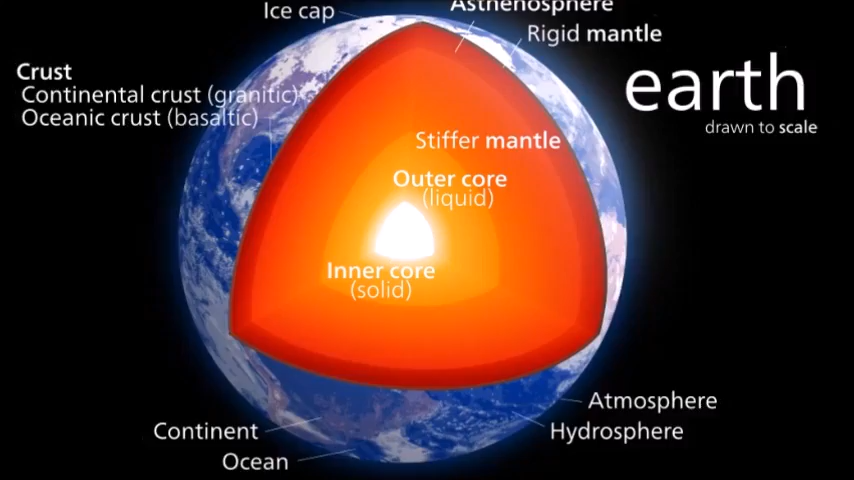 Ice cap
Asthenosphere
Rigid mantle
Crust
Continental crust (granitic)
Oceanic crust (basaltic)
earth
drawn to scale
Stiffer mantle
Outer core
(liquid)
Inner core
(solid)
Atmosphere
Continent
Hydrosphere
Ocean